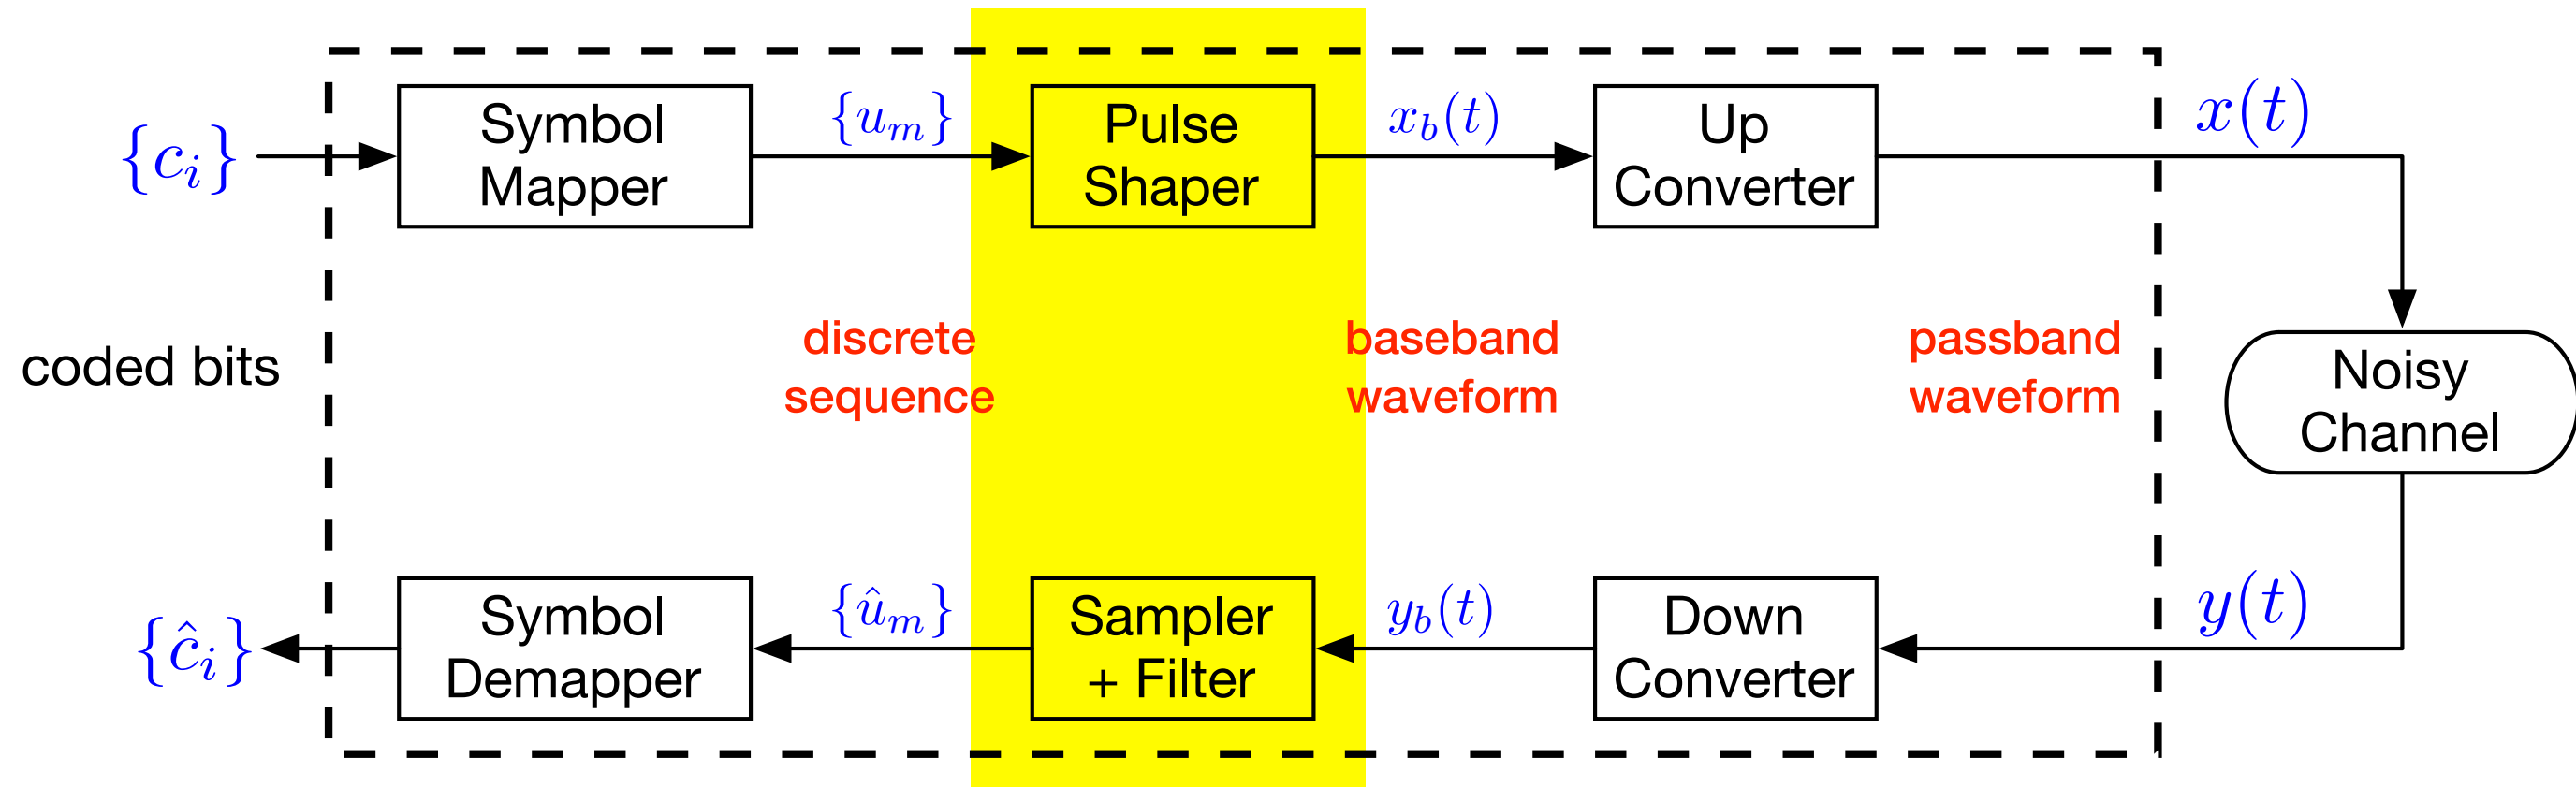 {c_i}
Symbol
Mapper
{u_m}
Pulse
Shaper
x_b(t)
Up
Converter
x(t)
coded bits
discrete
sequence
baseband
waveform
passband
waveform
Noisy
Channel
{ĉ_i}
Symbol
Demapper
{û_m}
Sampler
+ Filter
y_b(t)
Down
Converter
y(t)